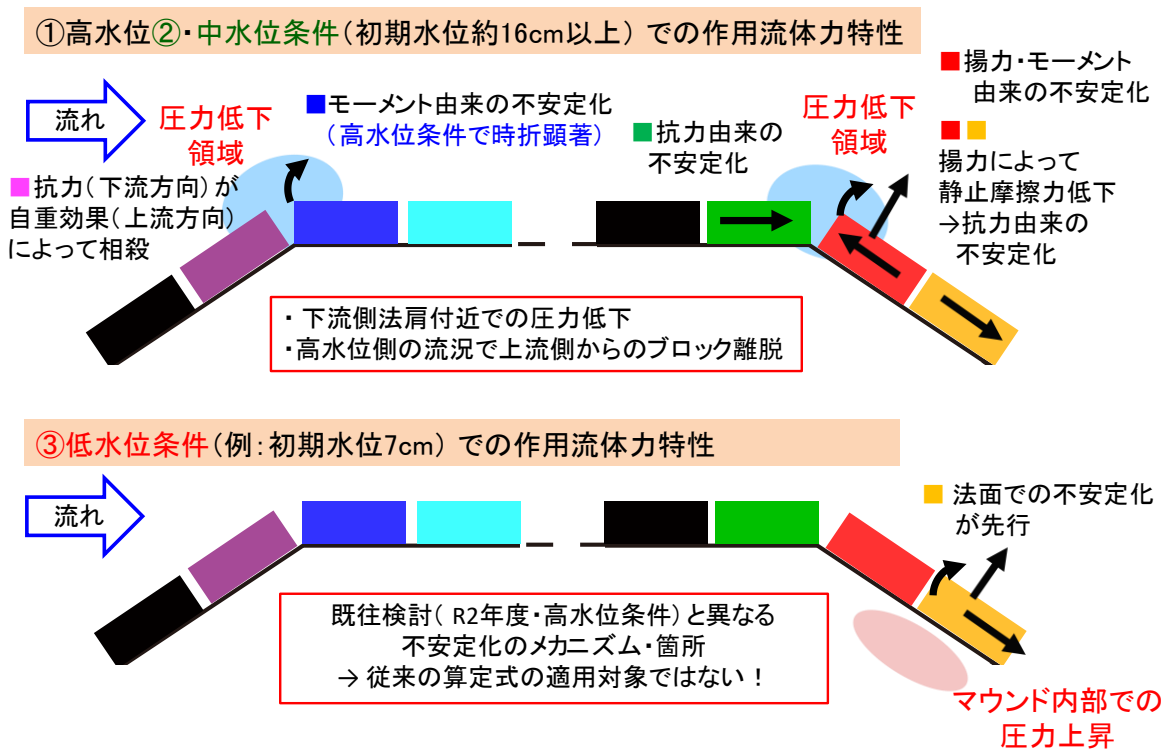 ①高水位②・中水位条件(初期水位約16cm以上) での作用流体力特性
流れ
圧力低下
領域
■モーメント由来の不安定化
(高水位条件で時折顕著)
■抗力由来の
不安定化
圧力低下
領域
■揚力・モーメント
由来の不安定化
■■
揚力によって
静止摩擦力低下
→抗力由来の
不安定化
■抗力(下流方向)が
自重効果(上流方向)
によって相殺
・ 下流側法肩付近での圧力低下
・高水位側の流況で上流側からのブロック離脱
③低水位条件(例:初期水位7cm) での作用流体力特性
流れ
■ 法面での不安定化
が先行
既往検討( R2年度・高水位条件)と異なる
不安定化のメカニズム・箇所
→ 従来の算定式の適用対象ではない!
マウンド内部での
圧力上昇